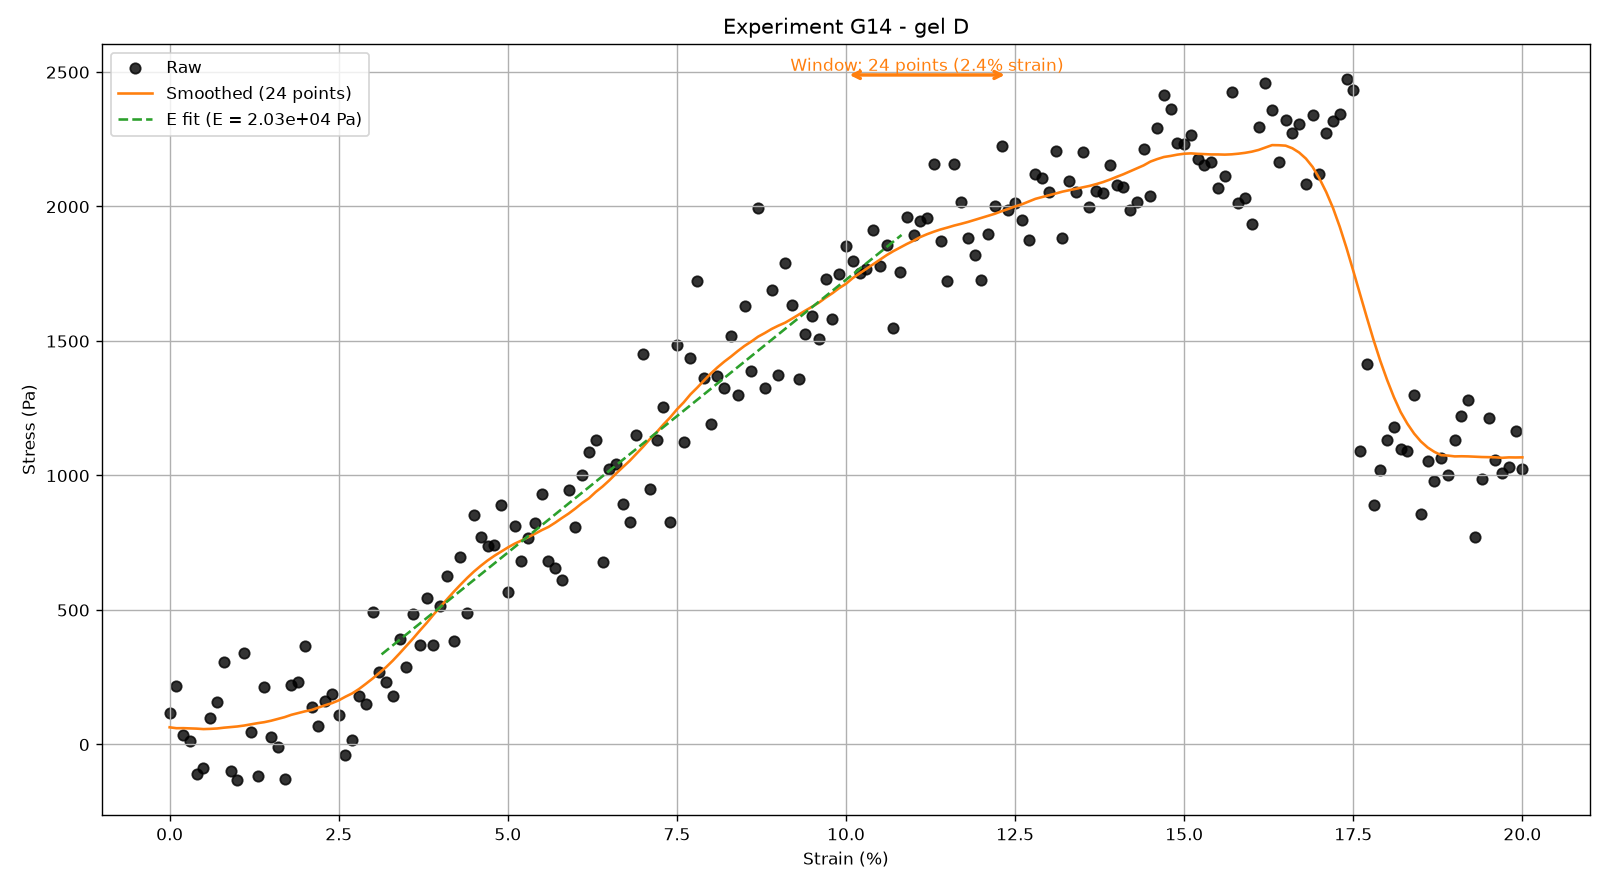 Experiment G14 - gel D
Raw
Smoothed (24 points)
E fit (E = 2.03e+04 Pa)
Window: 24 points (2.4% strain)
2500
2000
1500
1000
500
0
Stress (Pa)
0.0 2.5 5.0 7.5 10.0 12.5 15.0 17.5 20.0
Strain (%)